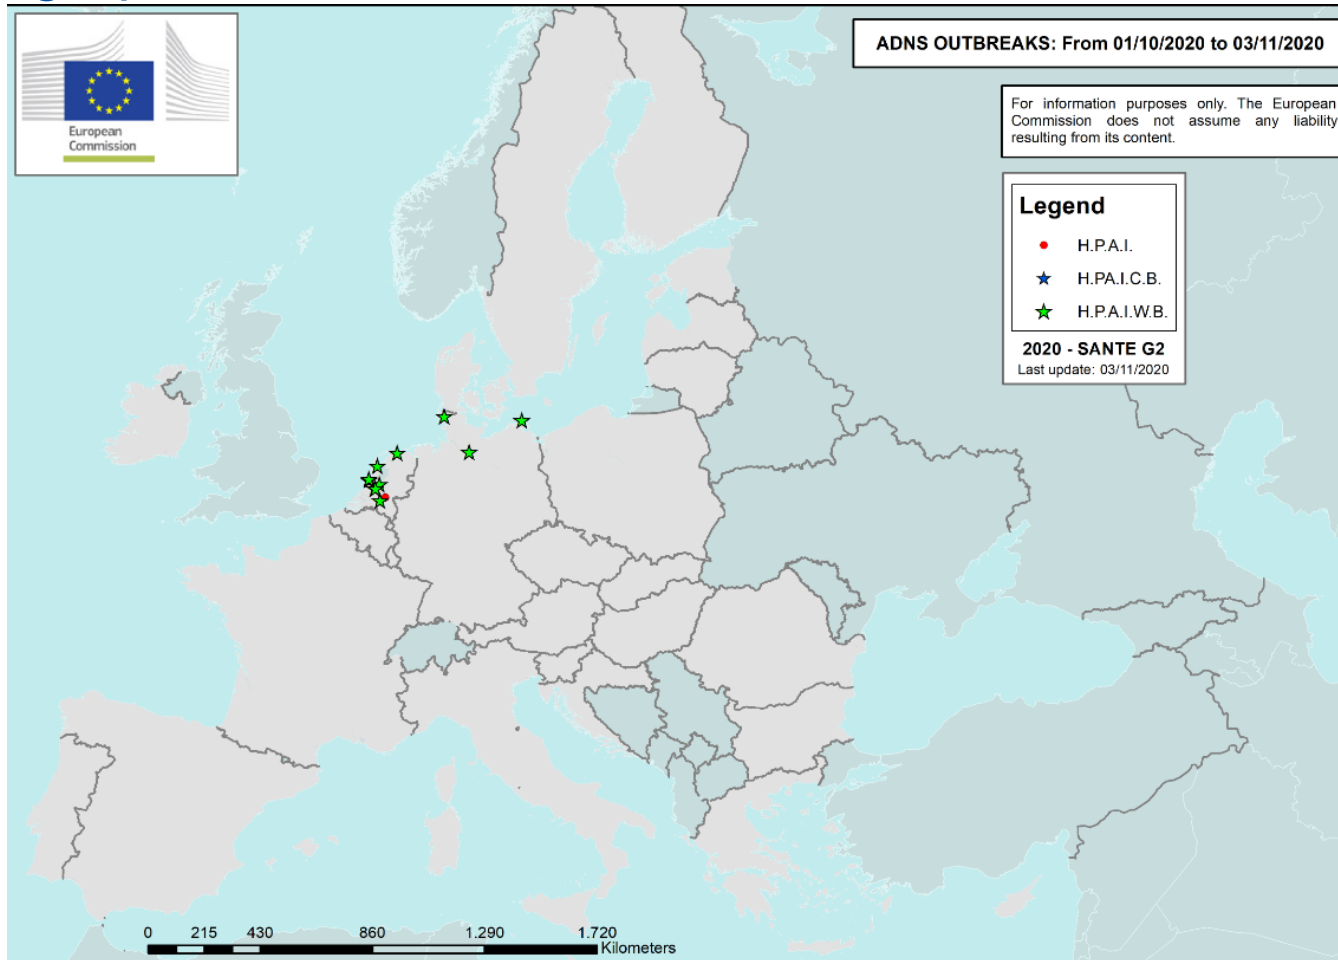 European
Commission
ADNS OUTBREAKS: From 01/10/2020 to 03/11/2020
For information purposes only. The European
Commission does not assume any liability
resulting from its content.
Legend
H.P.A.I.
H.PA.I.C.B.
H.P.A.I.W.B.
2020 - SANTE G2
Last update: 03/11/2020
0 215 430 860 1.290 1.720
Kilometers